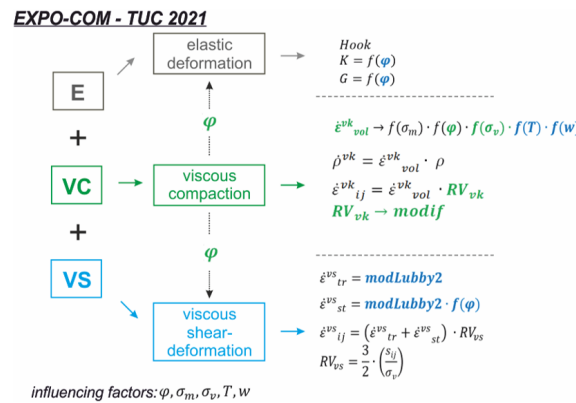 EXPO-COM - TUC 2021
elastic
deformation
Hook
K = f(φ)
G = f(φ)
E
+
φ
ε̇ᵛᵏ_vol → f(σ_m) · f(φ) · f(σ_v) · f(T) · f(w
ρ̇ᵛᵏ = ε̇ᵛᵏ_vol · ρ
VC
viscous
compaction
ε̇ᵛᵏ_ij = ε̇ᵛᵏ_vol · RV_vk
RV_vk → modif
+
φ
VS
ε̇ᵛˢ_tr = modLubby2
ε̇ᵛˢ_st = modLubby2 · f(φ)
viscous
shear-
deformation
ε̇ᵛˢ_ij = (ε̇ᵛˢ_tr + ε̇ᵛˢ_st) · RV_vs
RV_vs = 3/2 · (s_ij/σ_v)
influencing factors: φ, σ_m, σ_v, T, w